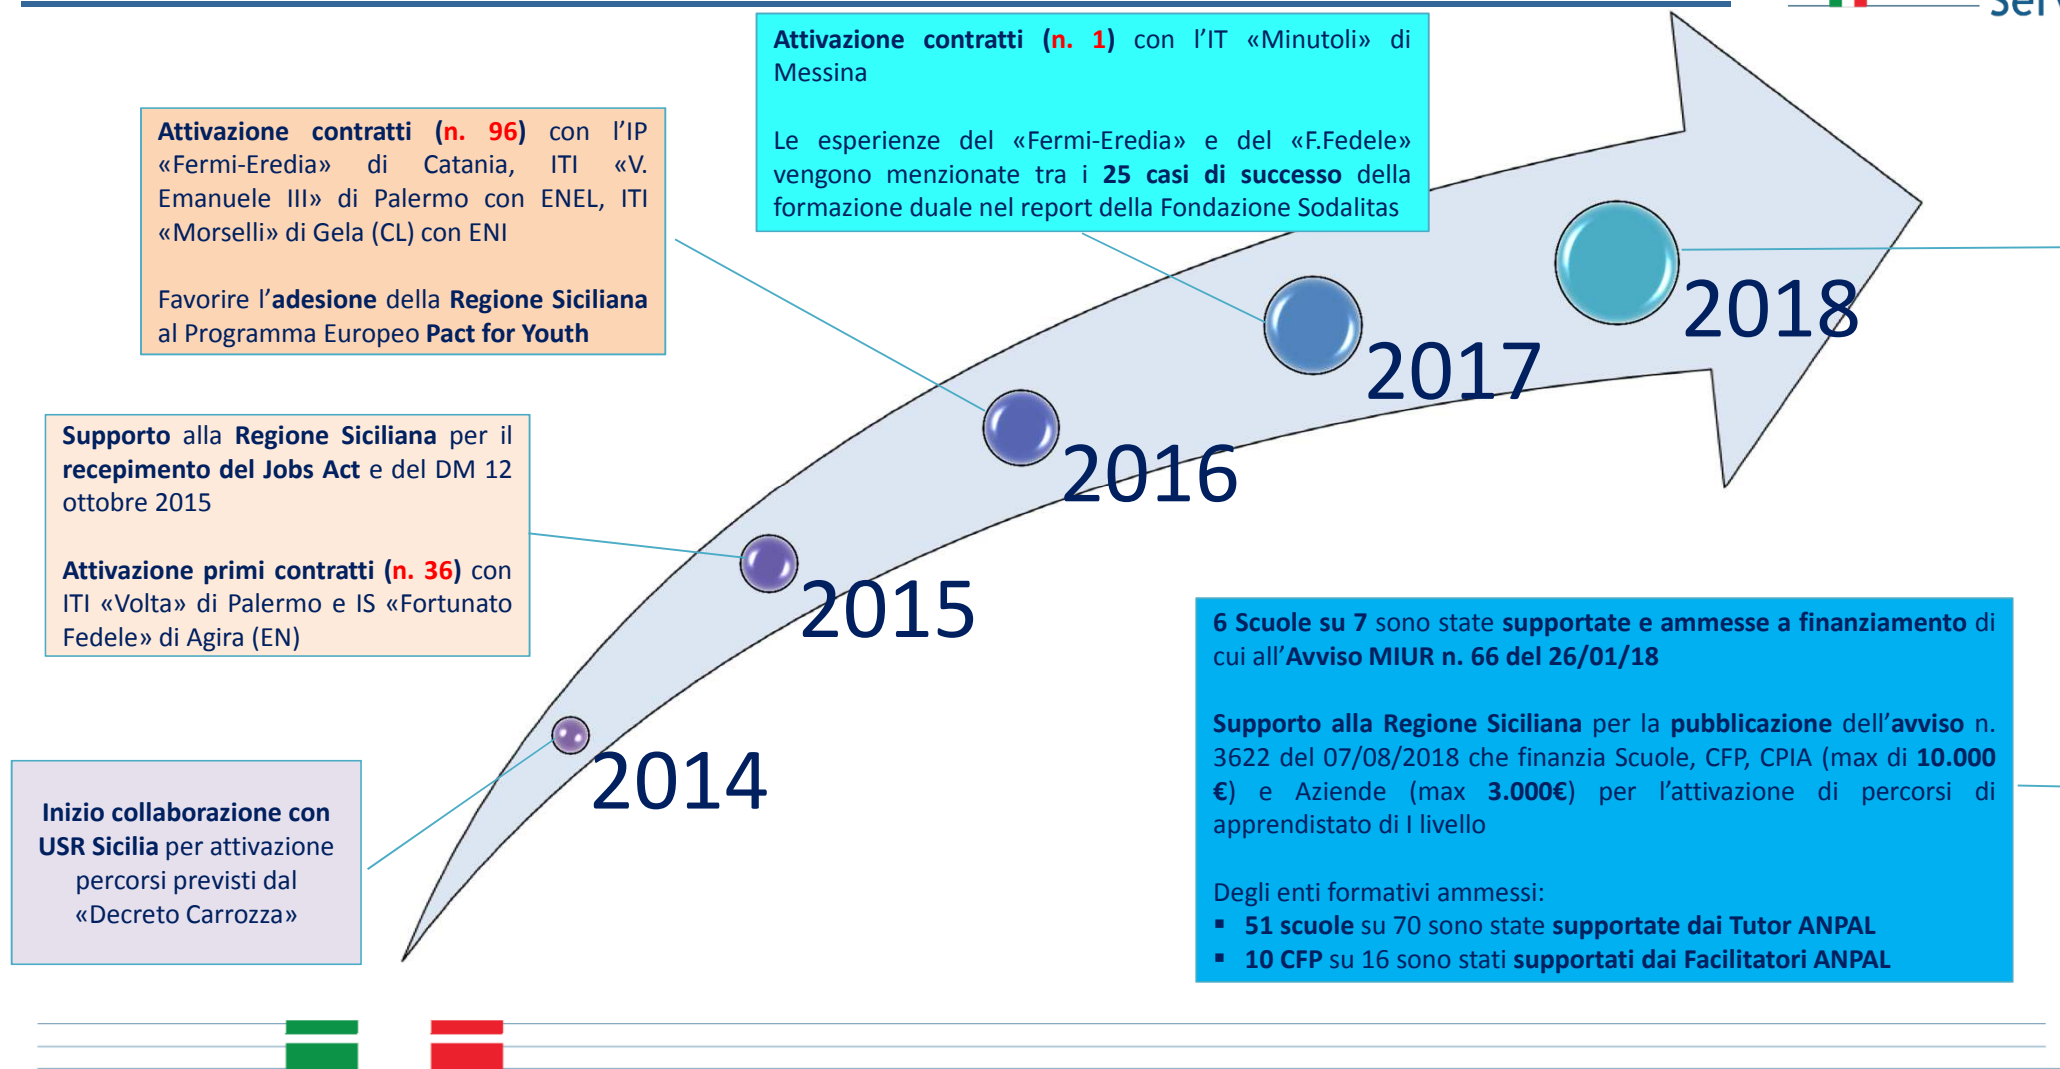 Attivazione contratti (n. 1) con l'IT «Minutoli» di
Messina
Le esperienze del «Fermi-Eredia» e del «F.Fedele»
vengono menzionate tra i 25 casi di successo della
formazione duale nel report della Fondazione Sodalitas
Attivazione contratti (n. 96) con l'IP
«Fermi-Eredia» di Catania, ITI «V.
Emanuele III» di Palermo con ENEL, ITI
«Morselli» di Gela (CL) con ENI
Favorire l'adesione della Regione Siciliana
al Programma Europeo Pact for Youth
2018
2017
2016
Supporto alla Regione Siciliana per il
recepimento del Jobs Act e del DM 12
ottobre 2015
Attivazione primi contratti (n. 36) con
ITI «Volta» di Palermo e IS «Fortunato
Fedele» di Agira (EN)
2015
2014
Inizio collaborazione con
USR Sicilia per attivazione
percorsi previsti dal
«Decreto Carrozza»
6 Scuole su 7 sono state supportate e ammesse a finanziamento di
cui all'Avviso MIUR n. 66 del 26/01/18
Supporto alla Regione Siciliana per la pubblicazione dell'avviso n.
3622 del 07/08/2018 che finanzia Scuole, CFP, CPIA (max di 10.000
€) e Aziende (max 3.000€) per l'attivazione di percorsi di
apprendistato di I livello
Degli enti formativi ammessi:
▪ 51 scuole su 70 sono state supportate dai Tutor ANPAL
▪ 10 CFP su 16 sono stati supportati dai Facilitatori ANPAL